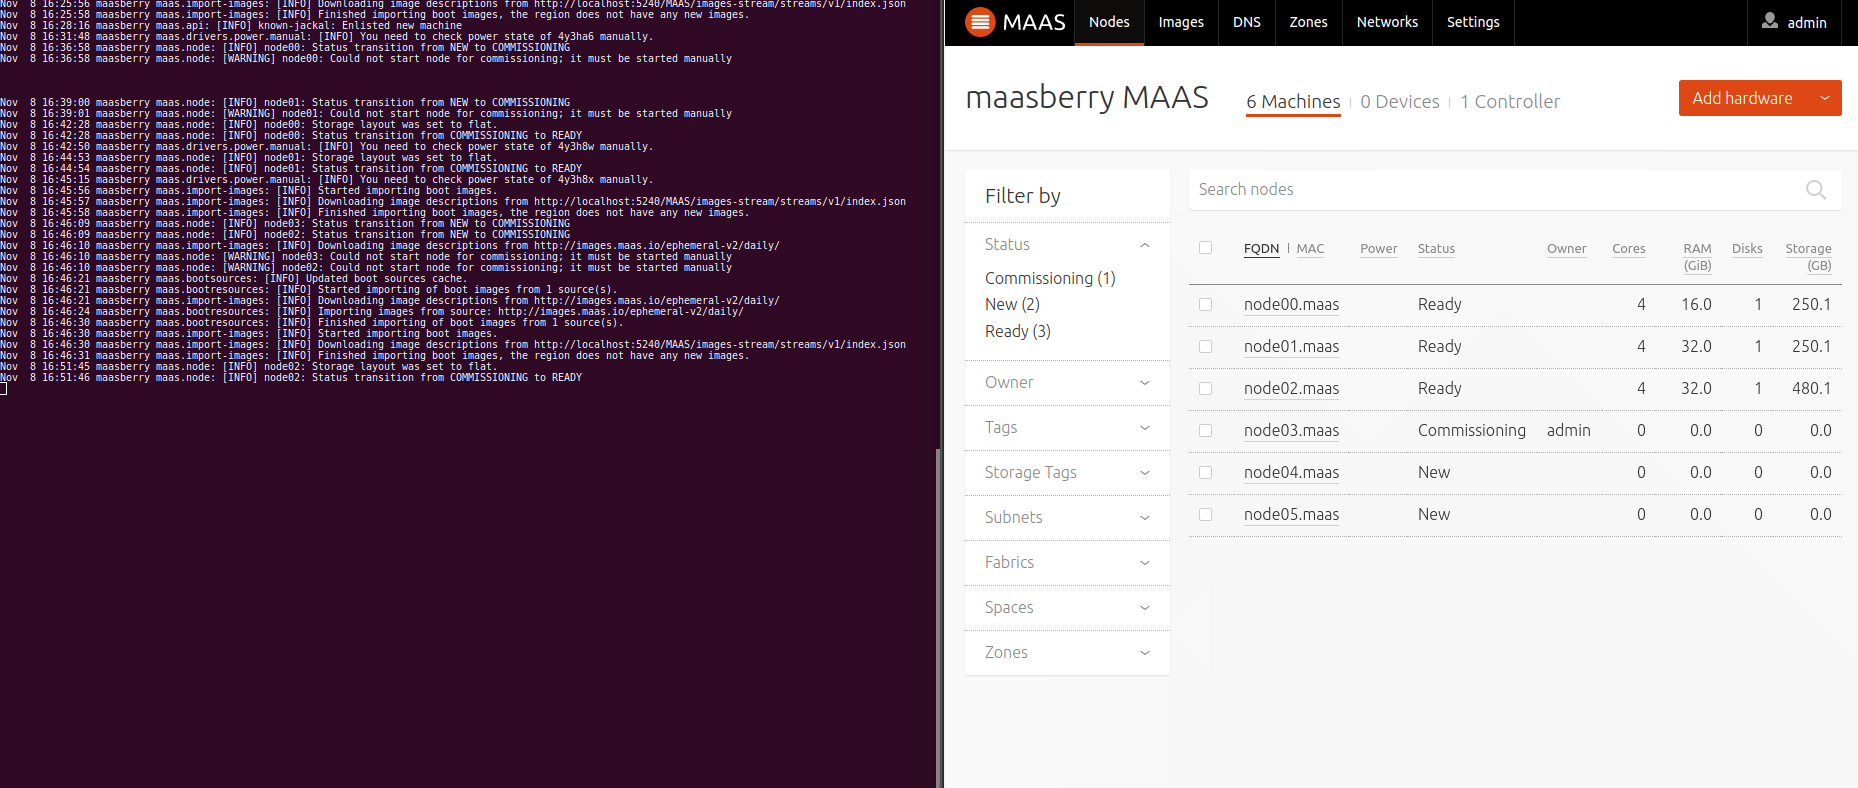 Nov  8 16:25:56 maasberry maas.import-images: [INFO] Downloading image descriptions from http://localhost:5240/MAAS/images-stream/streams/v1/index.json
Nov  8 16:25:58 maasberry maas.import-images: [INFO] Finished importing boot images, the region does not have any new images.
Nov  8 16:28:16 maasberry maas.api: [INFO] known-jackal: Enlisted new machine
Nov  8 16:31:48 maasberry maas.drivers.power.manual: [INFO] You need to check power state of 4y3ha6 manually.
Nov  8 16:36:58 maasberry maas.node: [INFO] node00: Status transition from NEW to COMMISSIONING
Nov  8 16:36:58 maasberry maas.node: [WARNING] node00: Could not start node for commissioning; it must be started manually
Nov  8 16:39:00 maasberry maas.node: [INFO] node01: Status transition from NEW to COMMISSIONING
Nov  8 16:39:01 maasberry maas.node: [WARNING] node01: Could not start node for commissioning; it must be started manually
Nov  8 16:42:28 maasberry maas.node: [INFO] node00: Storage layout was set to flat.
Nov  8 16:42:28 maasberry maas.node: [INFO] node00: Status transition from COMMISSIONING to READY
Nov  8 16:42:50 maasberry maas.drivers.power.manual: [INFO] You need to check power state of 4y3h8w manually.
Nov  8 16:44:53 maasberry maas.node: [INFO] node01: Storage layout was set to flat.
Nov  8 16:44:54 maasberry maas.node: [INFO] node01: Status transition from COMMISSIONING to READY
Nov  8 16:45:15 maasberry maas.drivers.power.manual: [INFO] You need to check power state of 4y3h8x manually.
Nov  8 16:45:56 maasberry maas.import-images: [INFO] Started importing boot images.
Nov  8 16:45:57 maasberry maas.import-images: [INFO] Downloading image descriptions from http://localhost:5240/MAAS/images-stream/streams/v1/index.json
Nov  8 16:45:58 maasberry maas.import-images: [INFO] Finished importing boot images, the region does not have any new images.
Nov  8 16:46:09 maasberry maas.node: [INFO] node03: Status transition from NEW to COMMISSIONING
Nov  8 16:46:09 maasberry maas.node: [INFO] node02: Status transition from NEW to COMMISSIONING
Nov  8 16:46:10 maasberry maas.import-images: [INFO] Downloading image descriptions from http://images.maas.io/ephemeral-v2/daily/
Nov  8 16:46:10 maasberry maas.node: [WARNING] node03: Could not start node for commissioning; it must be started manually
Nov  8 16:46:10 maasberry maas.node: [WARNING] node02: Could not start node for commissioning; it must be started manually
Nov  8 16:46:21 maasberry maas.bootsources: [INFO] Updated boot sources cache.
Nov  8 16:46:21 maasberry maas.bootresources: [INFO] Started importing of boot images from 1 source(s).
Nov  8 16:46:21 maasberry maas.import-images: [INFO] Downloading image descriptions from http://images.maas.io/ephemeral-v2/daily/
Nov  8 16:46:24 maasberry maas.bootresources: [INFO] Importing images from source: http://images.maas.io/ephemeral-v2/daily/
Nov  8 16:46:30 maasberry maas.bootresources: [INFO] Finished importing of boot images from 1 source(s).
Nov  8 16:46:30 maasberry maas.import-images: [INFO] Started importing boot images.
Nov  8 16:46:30 maasberry maas.import-images: [INFO] Downloading image descriptions from http://localhost:5240/MAAS/images-stream/streams/v1/index.json
Nov  8 16:46:31 maasberry maas.import-images: [INFO] Finished importing boot images, the region does not have any new images.
Nov  8 16:51:45 maasberry maas.node: [INFO] node02: Storage layout was set to flat.
Nov  8 16:51:46 maasberry maas.node: [INFO] node02: Status transition from COMMISSIONING to READY
MAAS Nodes Images DNS Zones Networks Settings admin
maasberry MAAS 6 Machines 0 Devices 1 Controller Add hardware
Filter by
Status
Commissioning (1)
New (2)
Ready (3)
Owner
Tags
Storage Tags
Subnets
Fabrics
Spaces
Zones
Search nodes
FQDN | MAC Power Status Owner Cores RAM (GiB) Disks Storage (GB)
node00.maas Ready 4 16.0 1 250.1
node01.maas Ready 4 32.0 1 250.1
node02.maas Ready 4 32.0 1 480.1
node03.maas Commissioning admin 0 0.0 0 0.0
node04.maas New 0 0.0 0 0.0
node05.maas New 0 0.0 0 0.0